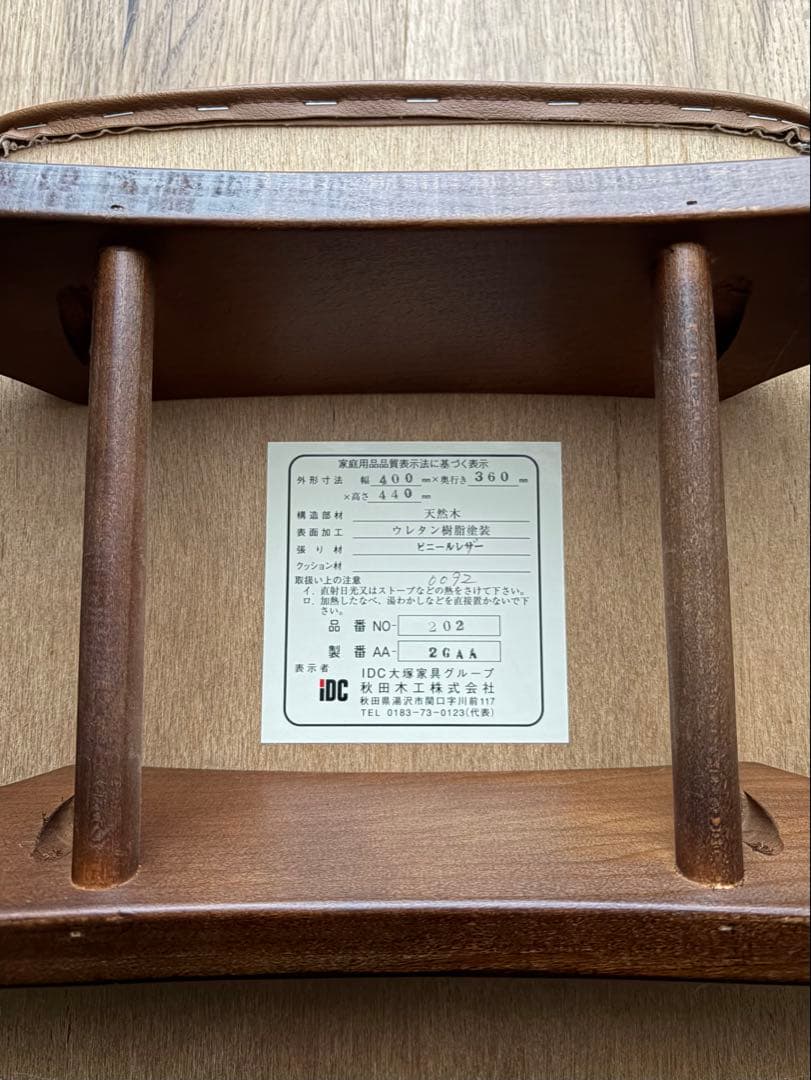 家庭用品品質表示法に基づく表示
外形寸法 幅 400 mm×奥行き 360 mm
×高さ 440 mm
構造部材 天然木
表面加工 ウレタン樹脂塗装
張り材 ビニールレザー
クッション材
取扱い上の注意 0092
イ．直射日光又はストーブなどの熱をさけて下さい。
ロ．加熱したなべ、湯わかしなどを直接置かないで下
さい。
品番 NO- 202
製番 AA- 2GAA
表示者
iDC
IDC大塚家具グループ
秋田木工株式会社
秋田県湯沢市関口字川前117
TEL 0183-73-0123(代表)